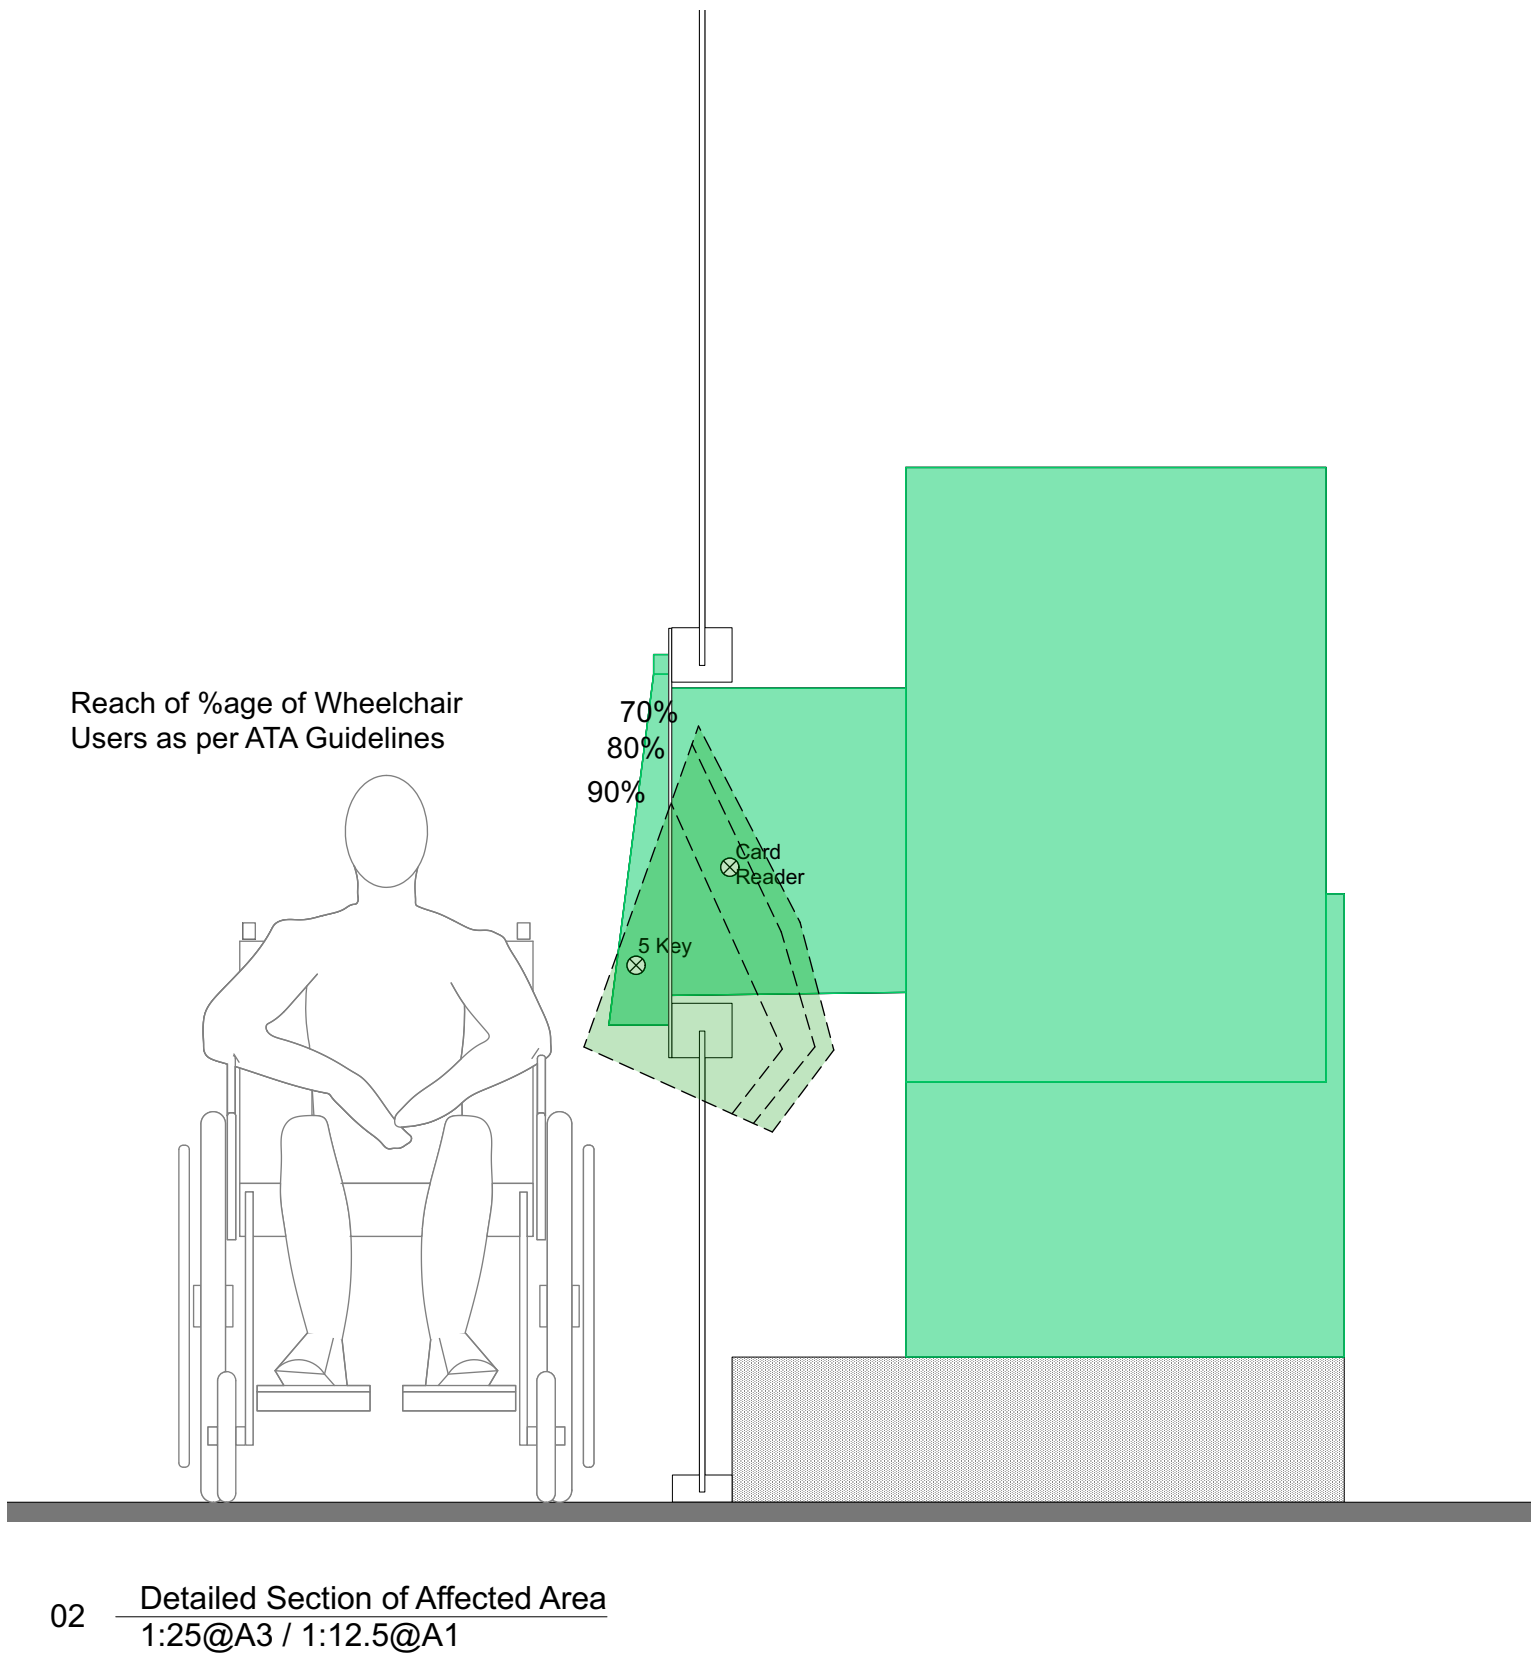 Reach of %age of Wheelchair
Users as per ATA Guidelines
70%
80%
90%
Card
Reader
5 Key
02
Detailed Section of Affected Area
1:25@A3 / 1:12.5@A1